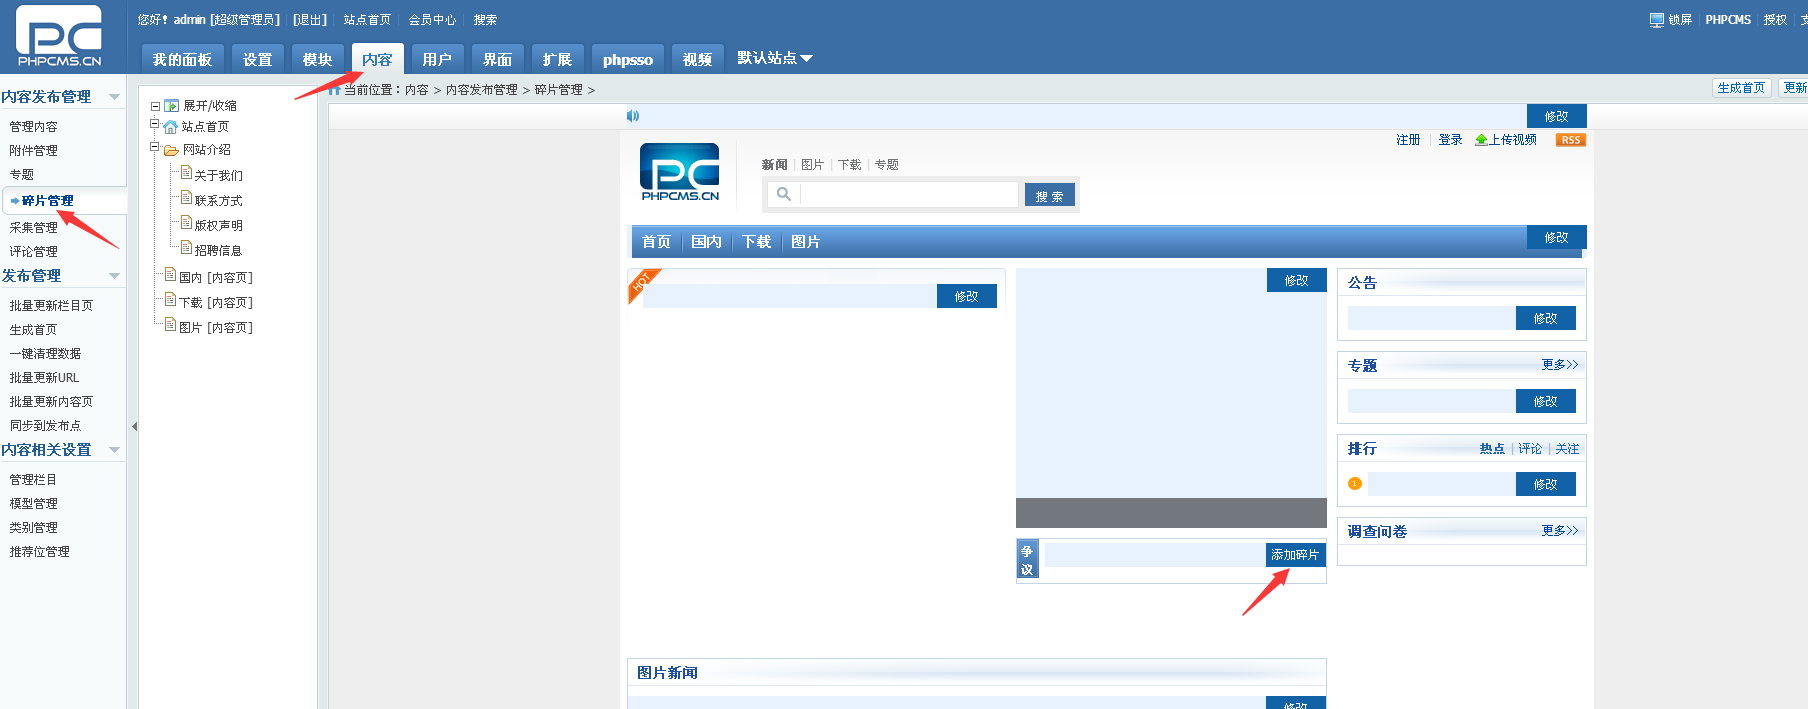 您好! admin [超级管理员] | [退出] | 站点首页 | 会员中心 | 搜索
锁屏 | PHPCMS | 授权 |
PHPCMS.CN
我的面板 设置 模块 内容 用户 界面 扩展 phpsso 视频 默认站点
当前位置：内容 > 内容发布管理 > 碎片管理 >
生成首页 更新
内容发布管理
管理内容
附件管理
专题
碎片管理
采集管理
评论管理
发布管理
批量更新栏目页
生成首页
一键清理数据
批量更新URL
批量更新内容页
同步到发布点
内容相关设置
管理栏目
模型管理
类别管理
推荐位管理
展开/收缩
站点首页
网站介绍
关于我们
联系方式
版权声明
招聘信息
国内 [内容页]
下载 [内容页]
图片 [内容页]
修改
注册 | 登录 上传视频 RSS
PHPCMS.CN
新闻 | 图片 | 下载 | 专题
搜 索
首页 国内 下载 图片
修改
HOT
修改
修改
争议
添加碎片
图片新闻
修改
公告
修改
专题 更多>>
修改
排行 热点 | 评论 | 关注
1
修改
调查问卷 更多>>